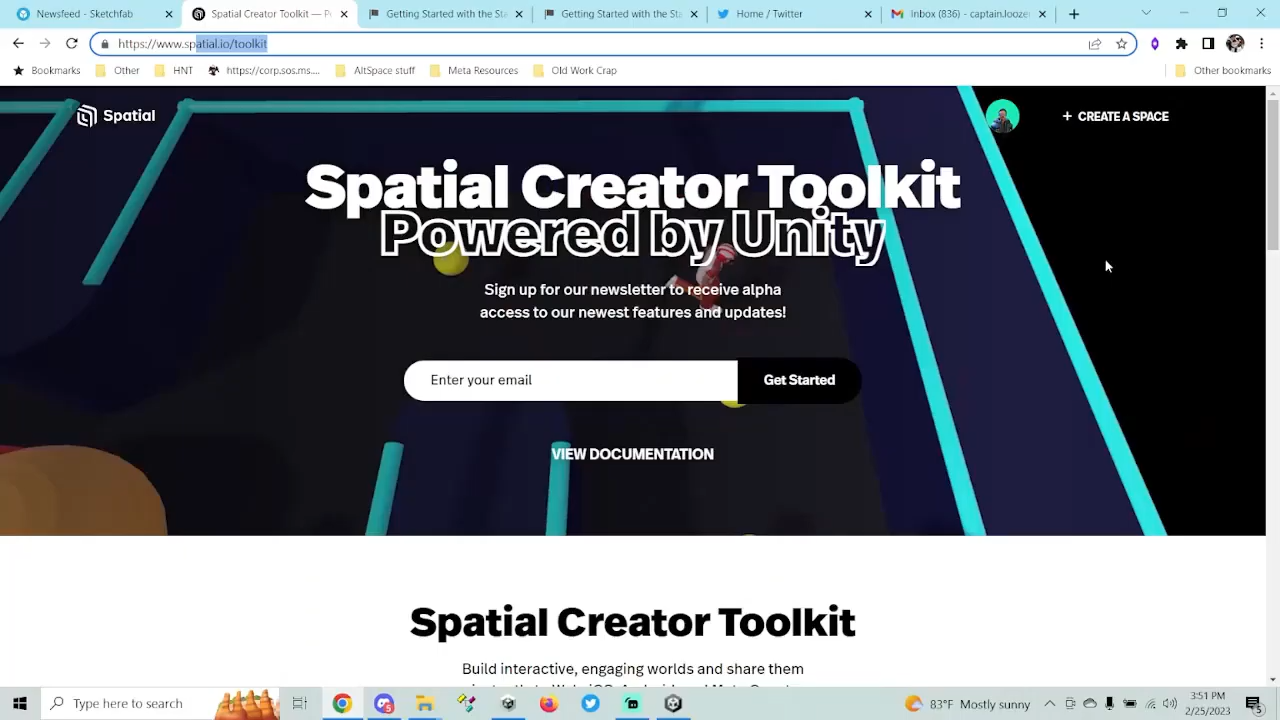 Newsfeed - Sketchfab
Spatial Creator Toolkit — P
Getting Started with the Sta
Getting Started with the Sta
Home / Twitter
Inbox (836) - captainJooze
https://www.spatial.io/toolkit
Bookmarks
Other
HNT
https://corp.sos.ms....
AltSpace stuff
Meta Resources
Old Work Crap
Other bookmarks
Spatial
CREATE A SPACE
Spatial Creator Toolkit
Powered by Unity
Sign up for our newsletter to receive alpha
access to our newest features and updates!
Enter your email
Get Started
VIEW DOCUMENTATION
Spatial Creator Toolkit
Build interactive, engaging worlds and share them
Type here to search
83°F Mostly sunny
3:51 PM
2/25/2023
5